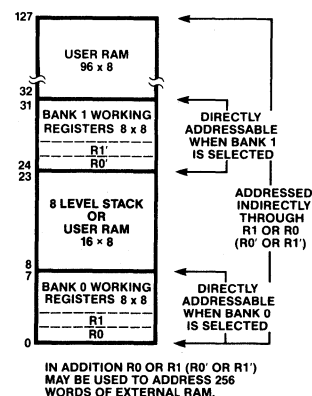 127
USER RAM
96 x 8
32
31
BANK 1 WORKING
REGISTERS 8 x 8
R1'
R0'
24
23
8 LEVEL STACK
OR
USER RAM
16 × 8
8
7
BANK 0 WORKING
REGISTERS 8 x 8
R1
R0
0
DIRECTLY
ADDRESSABLE
WHEN BANK 1
IS SELECTED
ADDRESSED
INDIRECTLY
THROUGH
R1 OR R0
(R0' OR R1')
DIRECTLY
ADDRESSABLE
WHEN BANK 0
IS SELECTED
IN ADDITION R0 OR R1 (R0' OR R1')
MAY BE USED TO ADDRESS 256
WORDS OF EXTERNAL RAM.